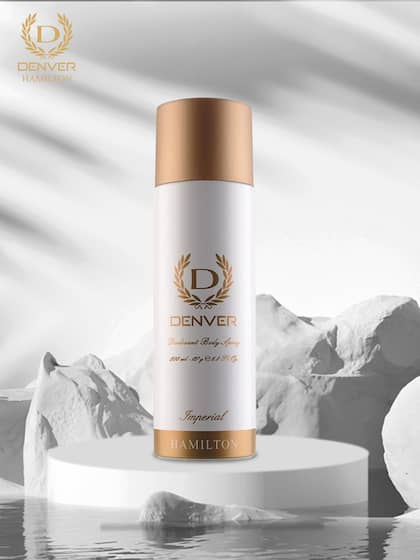 D
DENVER
HAMILTON
D
DENVER
Deodorant Body Spray
Imperial
HAMILTON